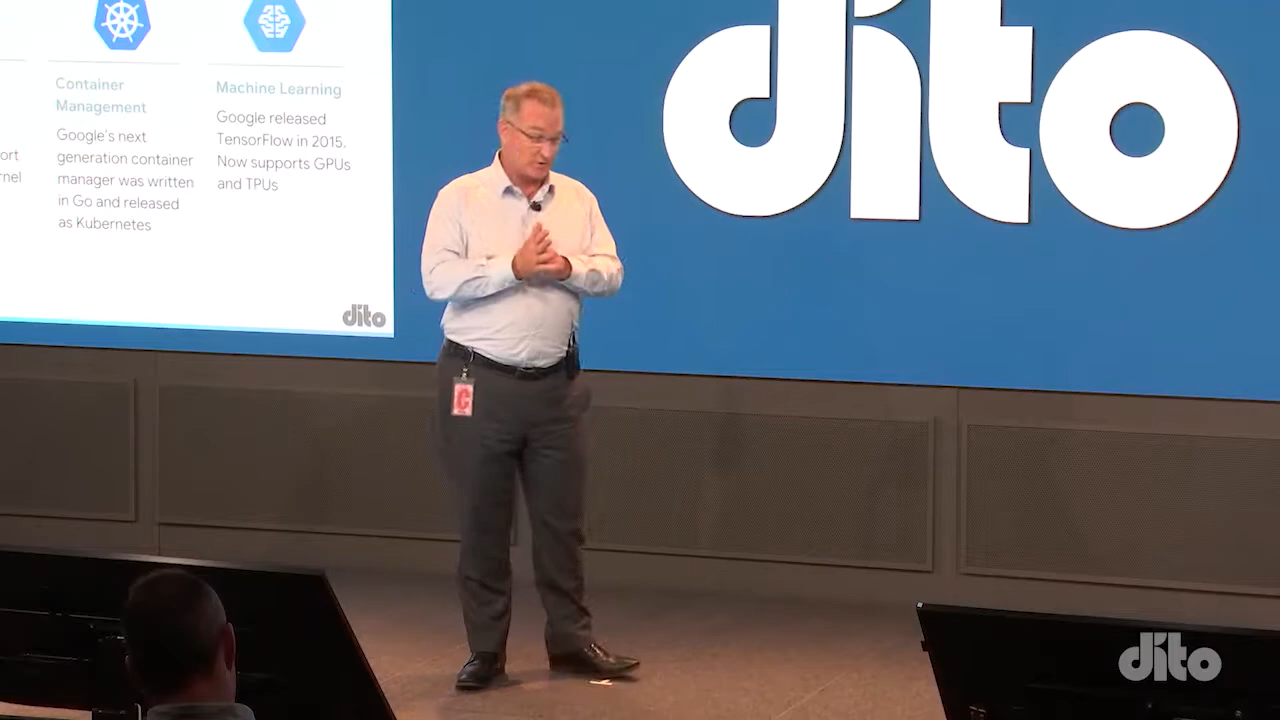 dito
Container
Management
Google's next
generation container
manager was written
in Go and released
as Kubernetes
Machine Learning
Google released
TensorFlow in 2015.
Now supports GPUs
and TPUs
dito
dito